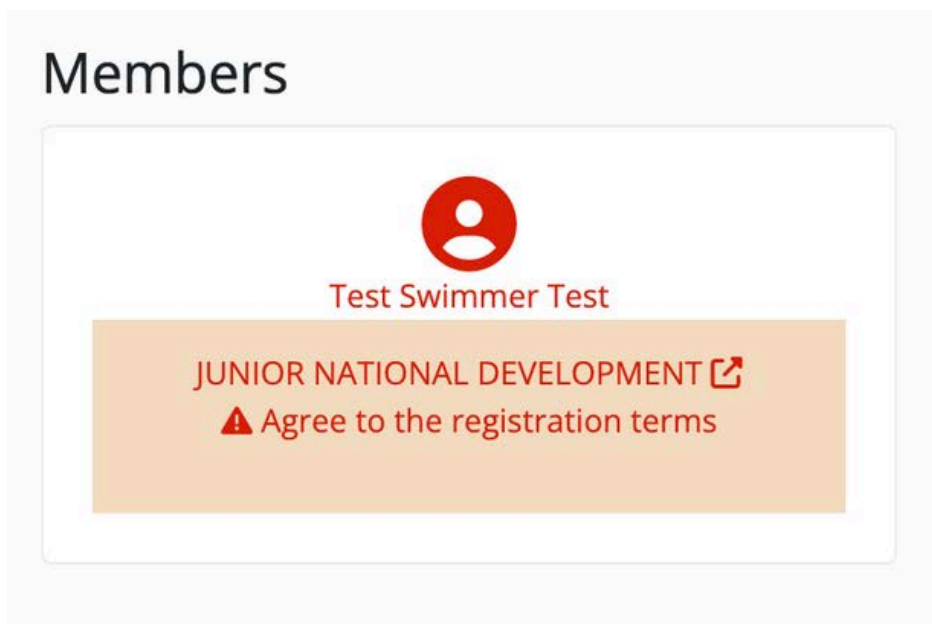 Members
Test Swimmer Test
JUNIOR NATIONAL DEVELOPMENT
Agree to the registration terms